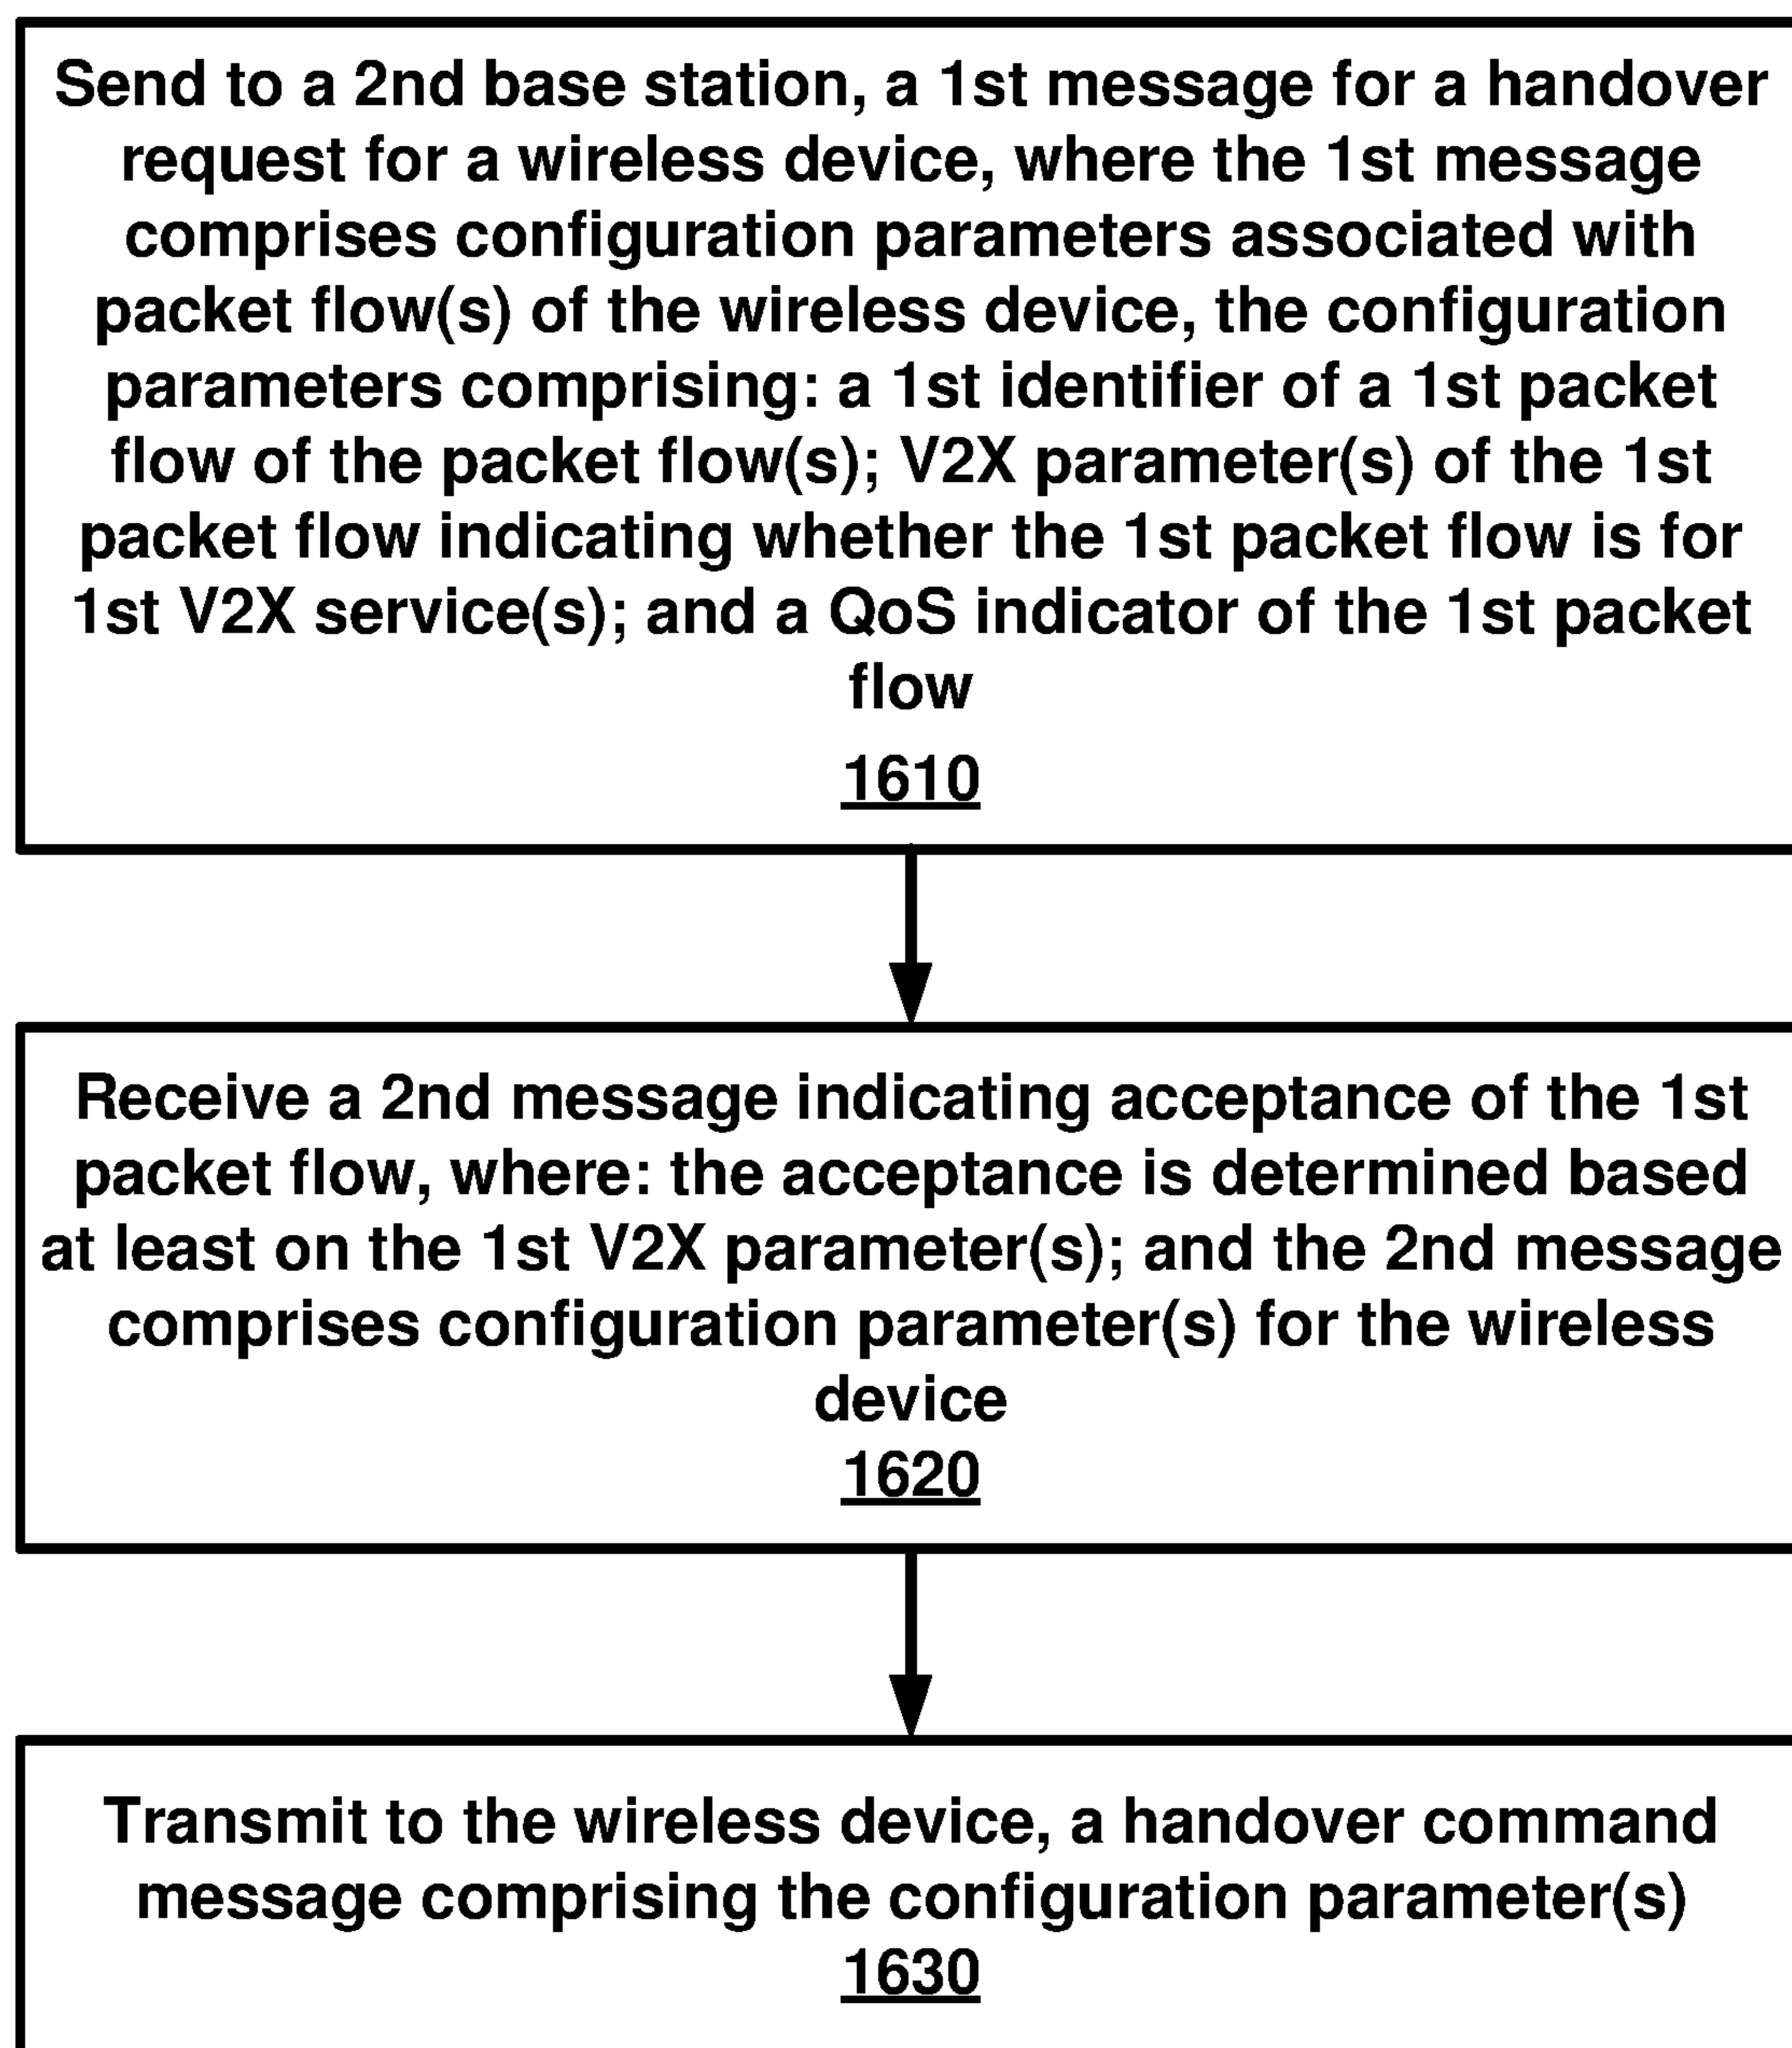 Send to a 2nd base station, a 1st message for a handover
request for a wireless device, where the 1st message
comprises configuration parameters associated with
packet flow(s) of the wireless device, the configuration
parameters comprising: a 1st identifier of a 1st packet
flow of the packet flow(s); V2X parameter(s) of the 1st
packet flow indicating whether the 1st packet flow is for
1st V2X service(s); and a QoS indicator of the 1st packet
flow
1610
Receive a 2nd message indicating acceptance of the 1st
packet flow, where: the acceptance is determined based
at least on the 1st V2X parameter(s); and the 2nd message
comprises configuration parameter(s) for the wireless
device
1620
Transmit to the wireless device, a handover command
message comprising the configuration parameter(s)
1630